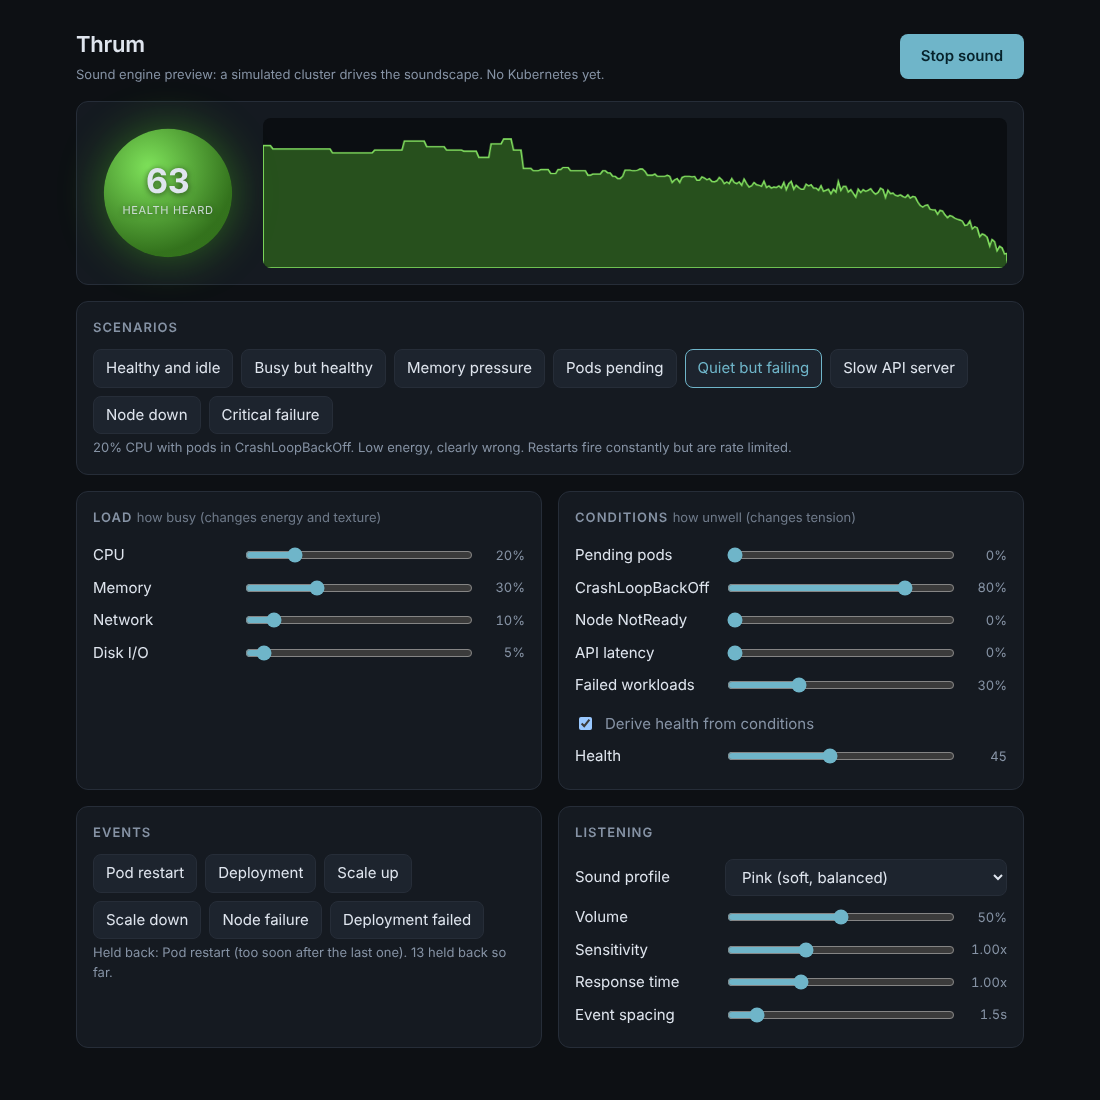 Thrum
Sound engine preview: a simulated cluster drives the soundscape. No Kubernetes yet.
Stop sound
63
HEALTH HEARD
SCENARIOS
Healthy and idle
Busy but healthy
Memory pressure
Pods pending
Quiet but failing
Slow API server
Node down
Critical failure
20% CPU with pods in CrashLoopBackOff. Low energy, clearly wrong. Restarts fire constantly but are rate limited.
LOAD how busy (changes energy and texture)
CPU 20%
Memory 30%
Network 10%
Disk I/O 5%
CONDITIONS how unwell (changes tension)
Pending pods 0%
CrashLoopBackOff 80%
Node NotReady 0%
API latency 0%
Failed workloads 30%
Derive health from conditions
Health 45
EVENTS
Pod restart
Deployment
Scale up
Scale down
Node failure
Deployment failed
Held back: Pod restart (too soon after the last one). 13 held back so
far.
LISTENING
Sound profile Pink (soft, balanced)
Volume 50%
Sensitivity 1.00x
Response time 1.00x
Event spacing 1.5s